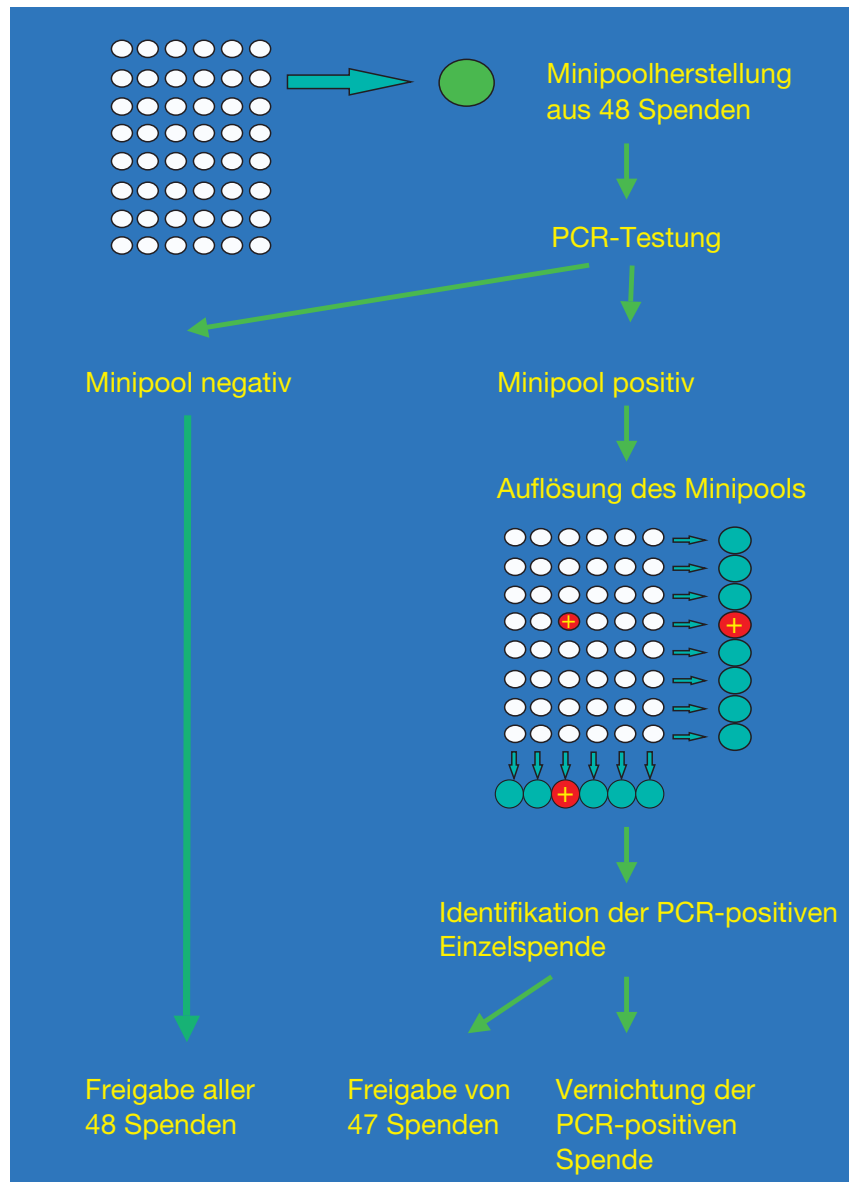 Minipoolherstellung
aus 48 Spenden
PCR-Testung
Minipool negativ
Minipool positiv
Auflösung des Minipools
+
+
+
Identifikation der PCR-positiven
Einzelspende
Freigabe aller
48 Spenden
Freigabe von
47 Spenden
Vernichtung der
PCR-positiven
Spende